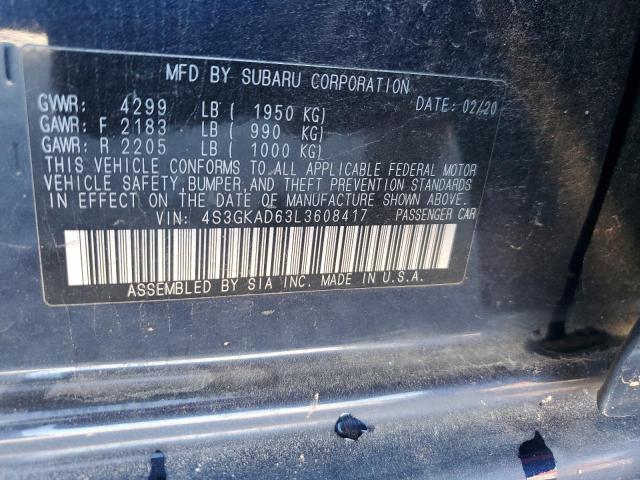 MFD BY SUBARU CORPORATION
GVWR: 4299 LB ( 1950 KG) DATE: 02/20
GAWR: F 2183 LB ( 990 KG)
GAWR: R 2205 LB ( 1000 KG)
THIS VEHICLE CONFORMS TO ALL APPLICABLE FEDERAL MOTOR
VEHICLE SAFETY, BUMPER, AND THEFT PREVENTION STANDARDS
IN EFFECT ON THE DATE OF MANUFACTURE SHOWN ABOVE.
VIN: 4S3GKAD63L3608417 PASSENGER CAR
ASSEMBLED BY SIA INC. MADE IN U.S.A.